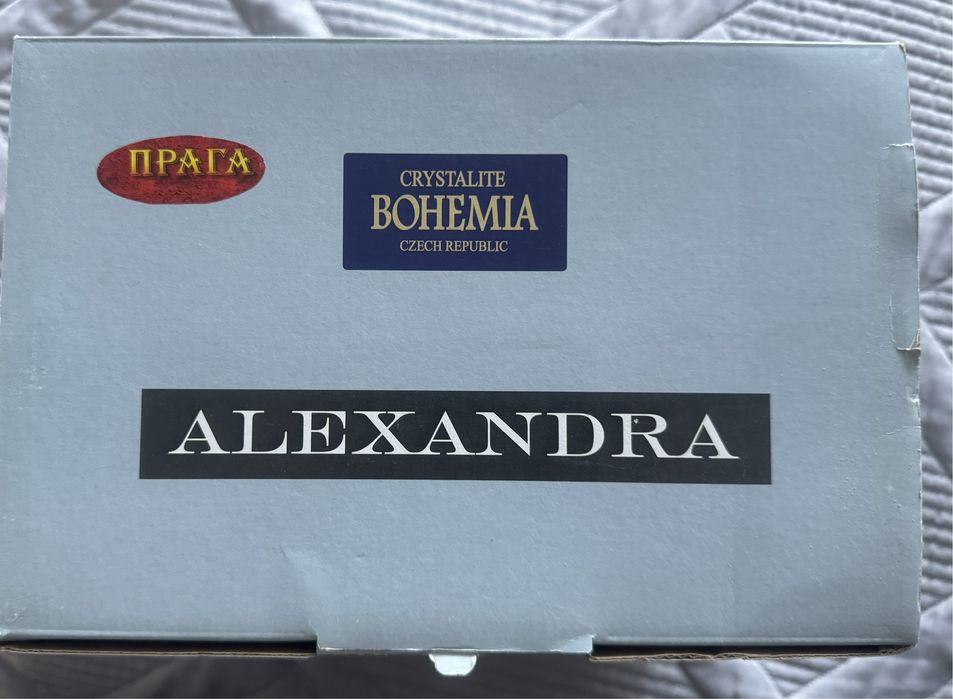 ПРАГА
CRYSTALITE
BOHEMIA
CZECH REPUBLIC
ALEXANDRA